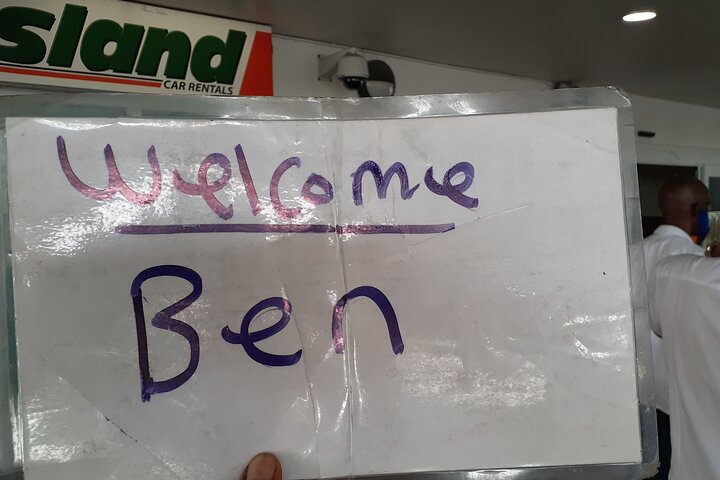 sland
CAR RENTALS
Welcome
Ben